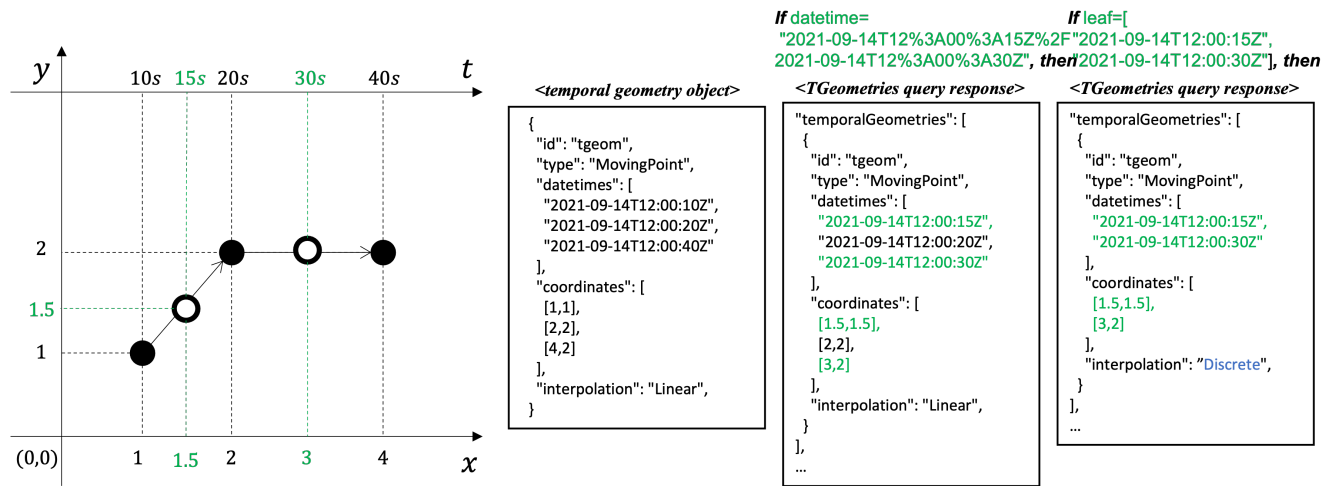 y
10s 15s 20s 30s 40s t
2
1.5
1
(0,0) 1 1.5 2 3 4 x
<temporal geometry object>
{
"id": "tgeom",
"type": "MovingPoint",
"datetimes": [
"2021-09-14T12:00:10Z",
"2021-09-14T12:00:20Z",
"2021-09-14T12:00:40Z"
],
"coordinates": [
[1,1],
[2,2],
[4,2]
],
"interpolation": "Linear",
}
If datetime=
"2021-09-14T12%3A00%3A15Z%2F
2021-09-14T12%3A00%3A30Z", then
<TGeometries query response>
"temporalGeometries": [
{
"id": "tgeom",
"type": "MovingPoint",
"datetimes": [
"2021-09-14T12:00:15Z",
"2021-09-14T12:00:20Z",
"2021-09-14T12:00:30Z"
],
"coordinates": [
[1.5,1.5],
[2,2],
[3,2]
],
"interpolation": "Linear",
}
],
...
If leaf=[
"2021-09-14T12:00:15Z",
"2021-09-14T12:00:30Z"], then
<TGeometries query response>
"temporalGeometries": [
{
"id": "tgeom",
"type": "MovingPoint",
"datetimes": [
"2021-09-14T12:00:15Z",
"2021-09-14T12:00:30Z"
],
"coordinates": [
[1.5,1.5],
[3,2]
],
"interpolation": ”Discrete",
}
],
...